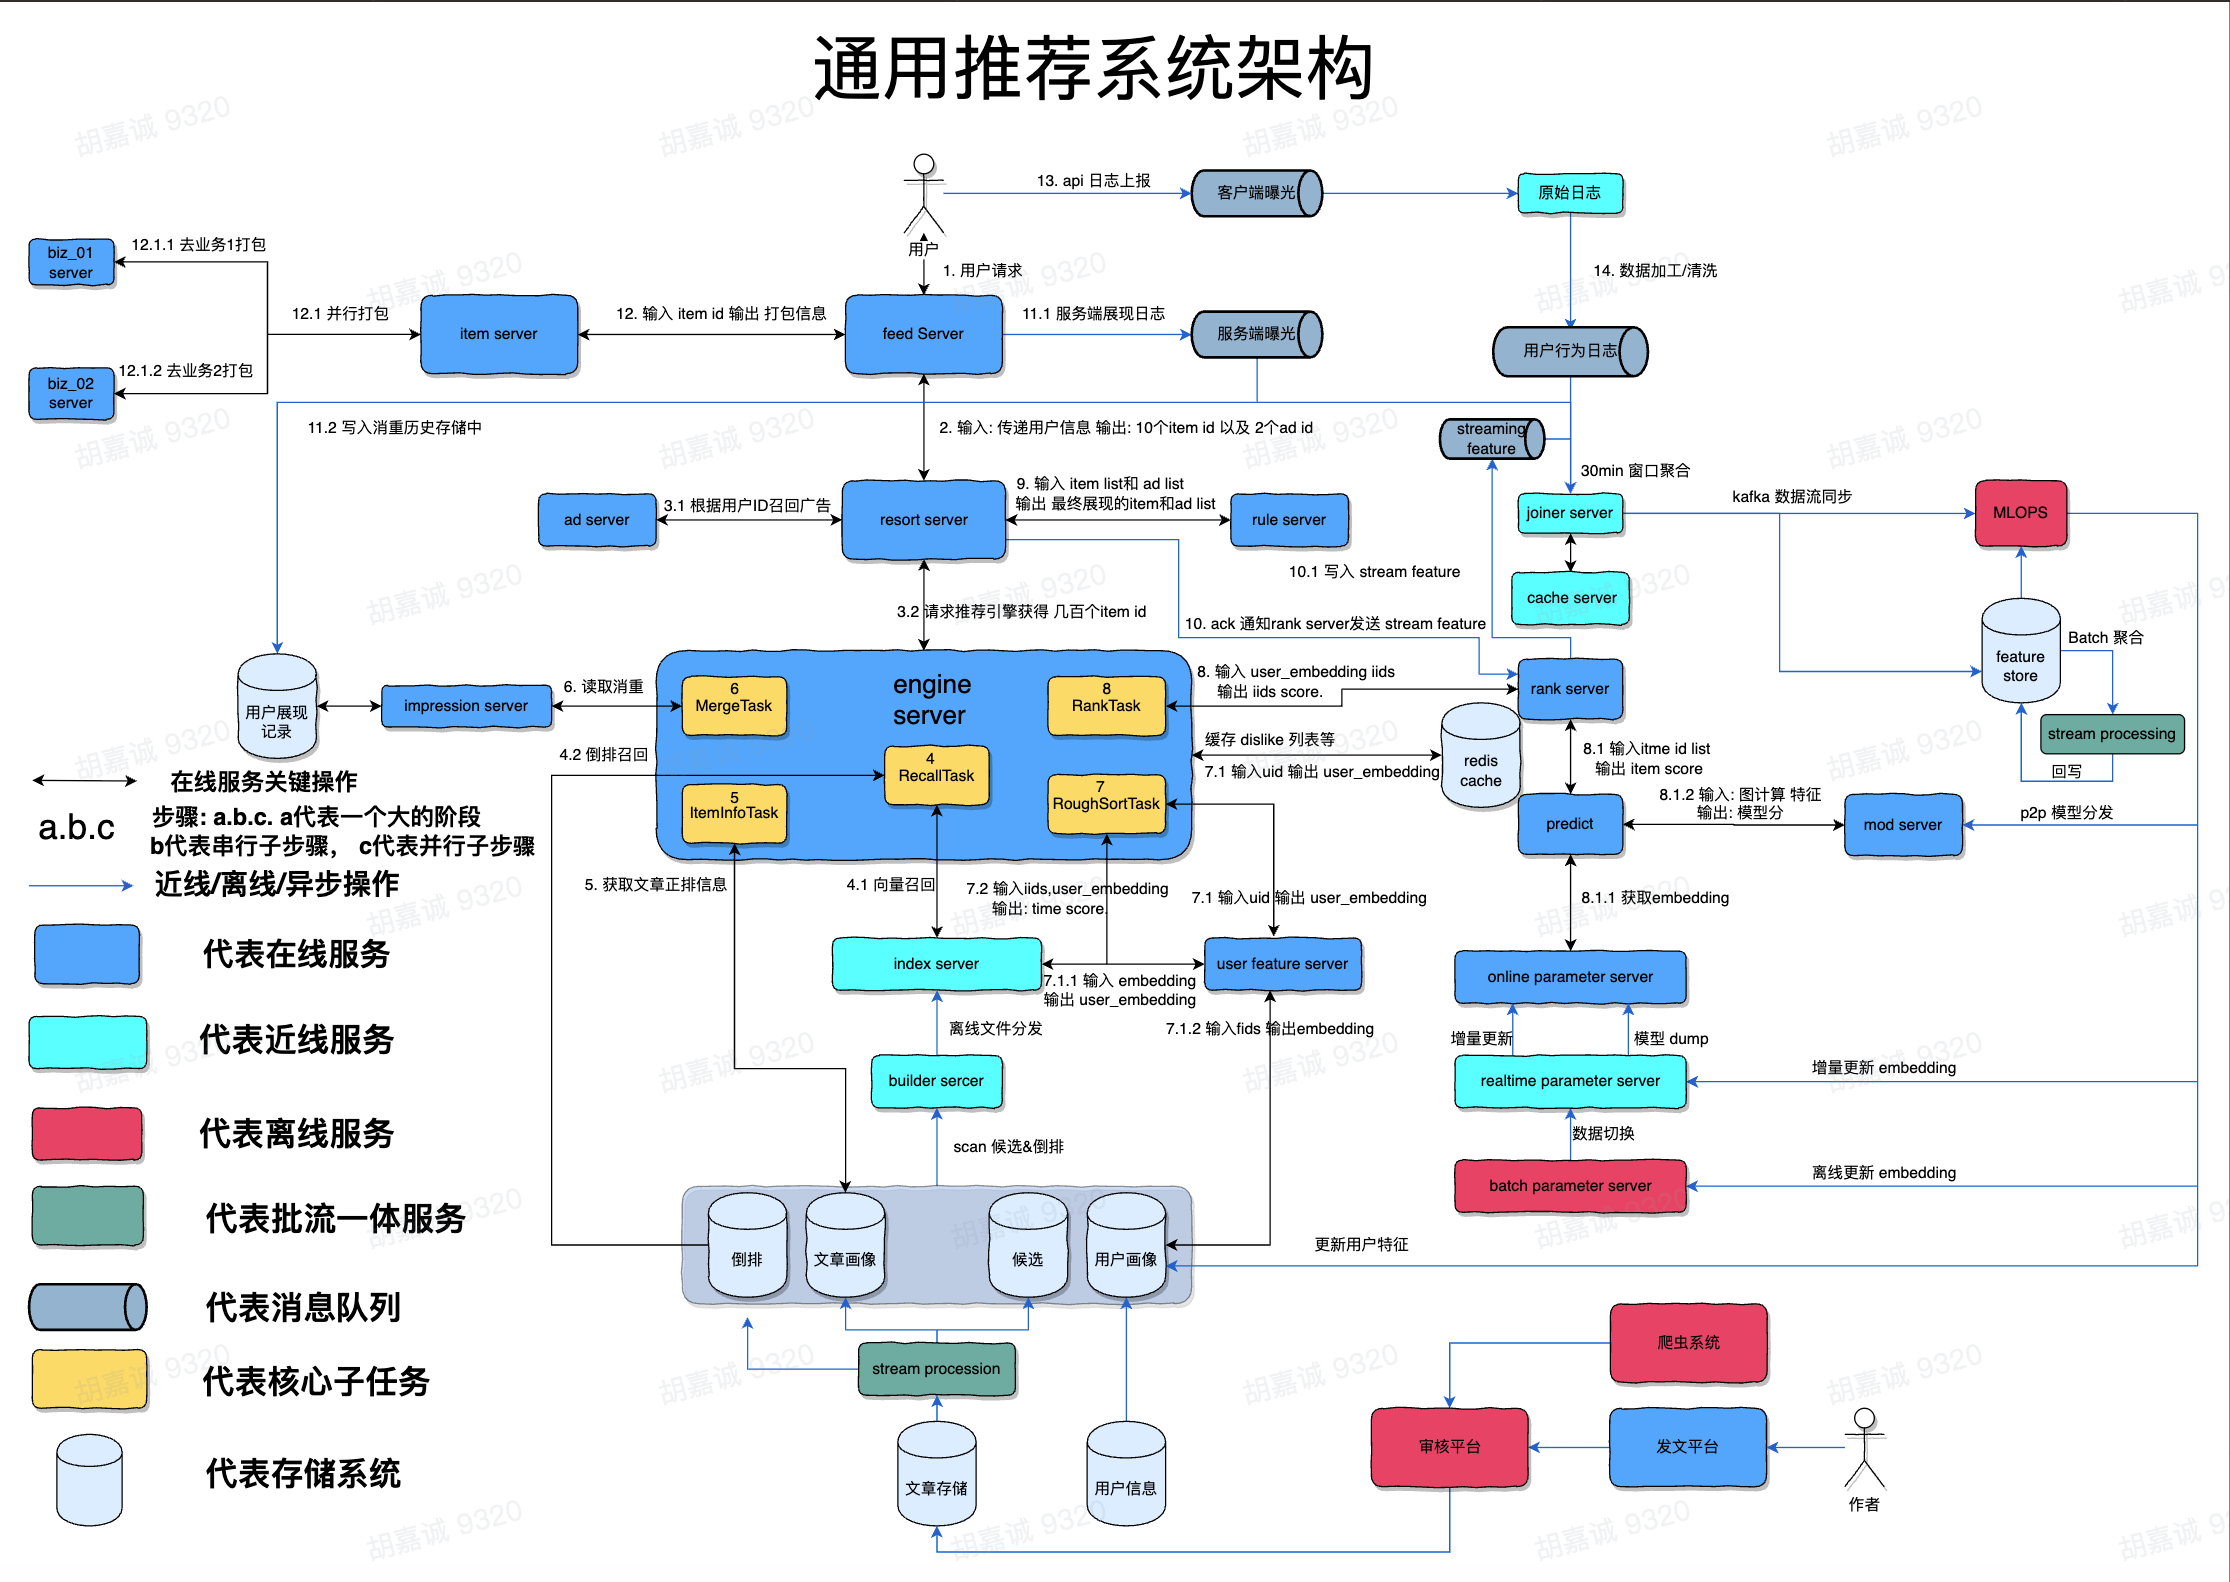 通用推荐系统架构
13. api 日志上报
客户端曝光
原始日志
用户
1. 用户请求
14. 数据加工/清洗
biz_01
server
12.1.1 去业务1打包
12.1 并行打包
item server
12. 输入 item id 输出 打包信息
feed Server
11.1 服务端展现日志
服务端曝光
用户行为日志
biz_02
server
12.1.2 去业务2打包
11.2 写入消重历史存储中
2. 输入: 传递用户信息 输出: 10个item id 以及 2个ad id
streaming
feature
30min 窗口聚合
ad server
3.1 根据用户ID召回广告
resort server
9. 输入 item list和 ad list
输出 最终展现的item和ad list
rule server
joiner server
kafka 数据流同步
MLOPS
10.1 写入 stream feature
cache server
3.2 请求推荐引擎获得 几百个item id
10. ack 通知rank server发送 stream feature
feature
store
Batch 聚合
stream processing
回写
用户展现
记录
impression server
6. 读取消重
6
MergeTask
engine
server
8
RankTask
8. 输入 user_embedding iids
输出 iids score.
rank server
4.2 倒排召回
4
RecallTask
5
ItemInfoTask
7
RoughSortTask
缓存 dislike 列表等
7.1 输入uid 输出 user_embedding
redis
cache
8.1 输入itme id list
输出 item score
predict
8.1.2 输入: 图计算 特征
输出: 模型分
mod server
p2p 模型分发
在线服务关键操作
a.b.c
步骤: a.b.c. a代表一个大的阶段
b代表串行子步骤， c代表并行子步骤
近线/离线/异步操作
5. 获取文章正排信息
4.1 向量召回
7.2 输入iids,user_embedding
输出: time score.
7.1 输入uid 输出 user_embedding
8.1.1 获取embedding
代表在线服务
index server
7.1.1 输入 embedding
输出 user_embedding
user feature server
online parameter server
离线文件分发
7.1.2 输入fids 输出embedding
增量更新
模型 dump
代表近线服务
builder sercer
realtime parameter server
增量更新 embedding
代表离线服务
scan 候选&倒排
数据切换
batch parameter server
离线更新 embedding
代表批流一体服务
倒排
文章画像
候选
用户画像
更新用户特征
代表消息队列
代表核心子任务
stream procession
爬虫系统
代表存储系统
文章存储
用户信息
审核平台
发文平台
作者
胡嘉诚 9320